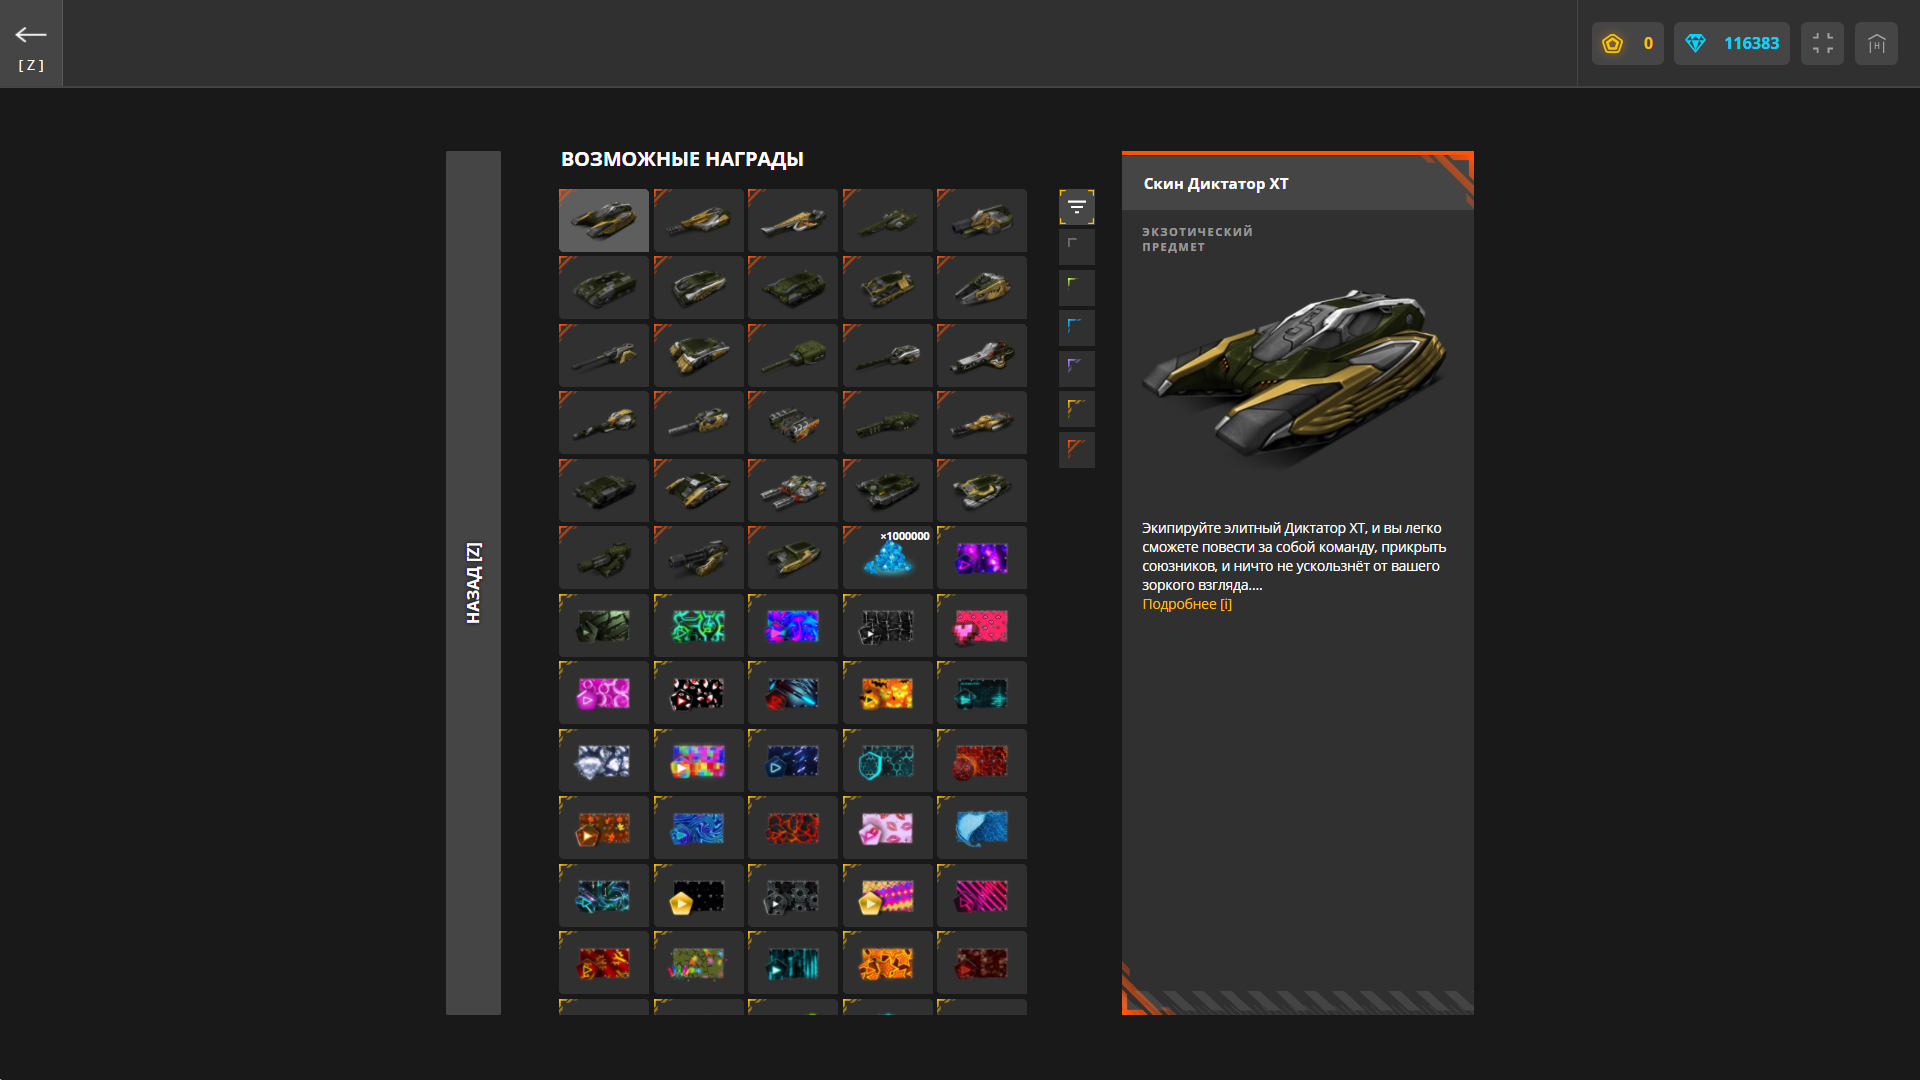 [Z]
0
116383
ВОЗМОЖНЫЕ НАГРАДЫ
НАЗАД [Z]
×1000000
Скин Диктатор XT
ЭКЗОТИЧЕСКИЙ
ПРЕДМЕТ
Экипируйте элитный Диктатор XT, и вы легко
сможете повести за собой команду, прикрыть
союзников, и ничто не ускользнёт от вашего
зоркого взгляда....
Подробнее [i]